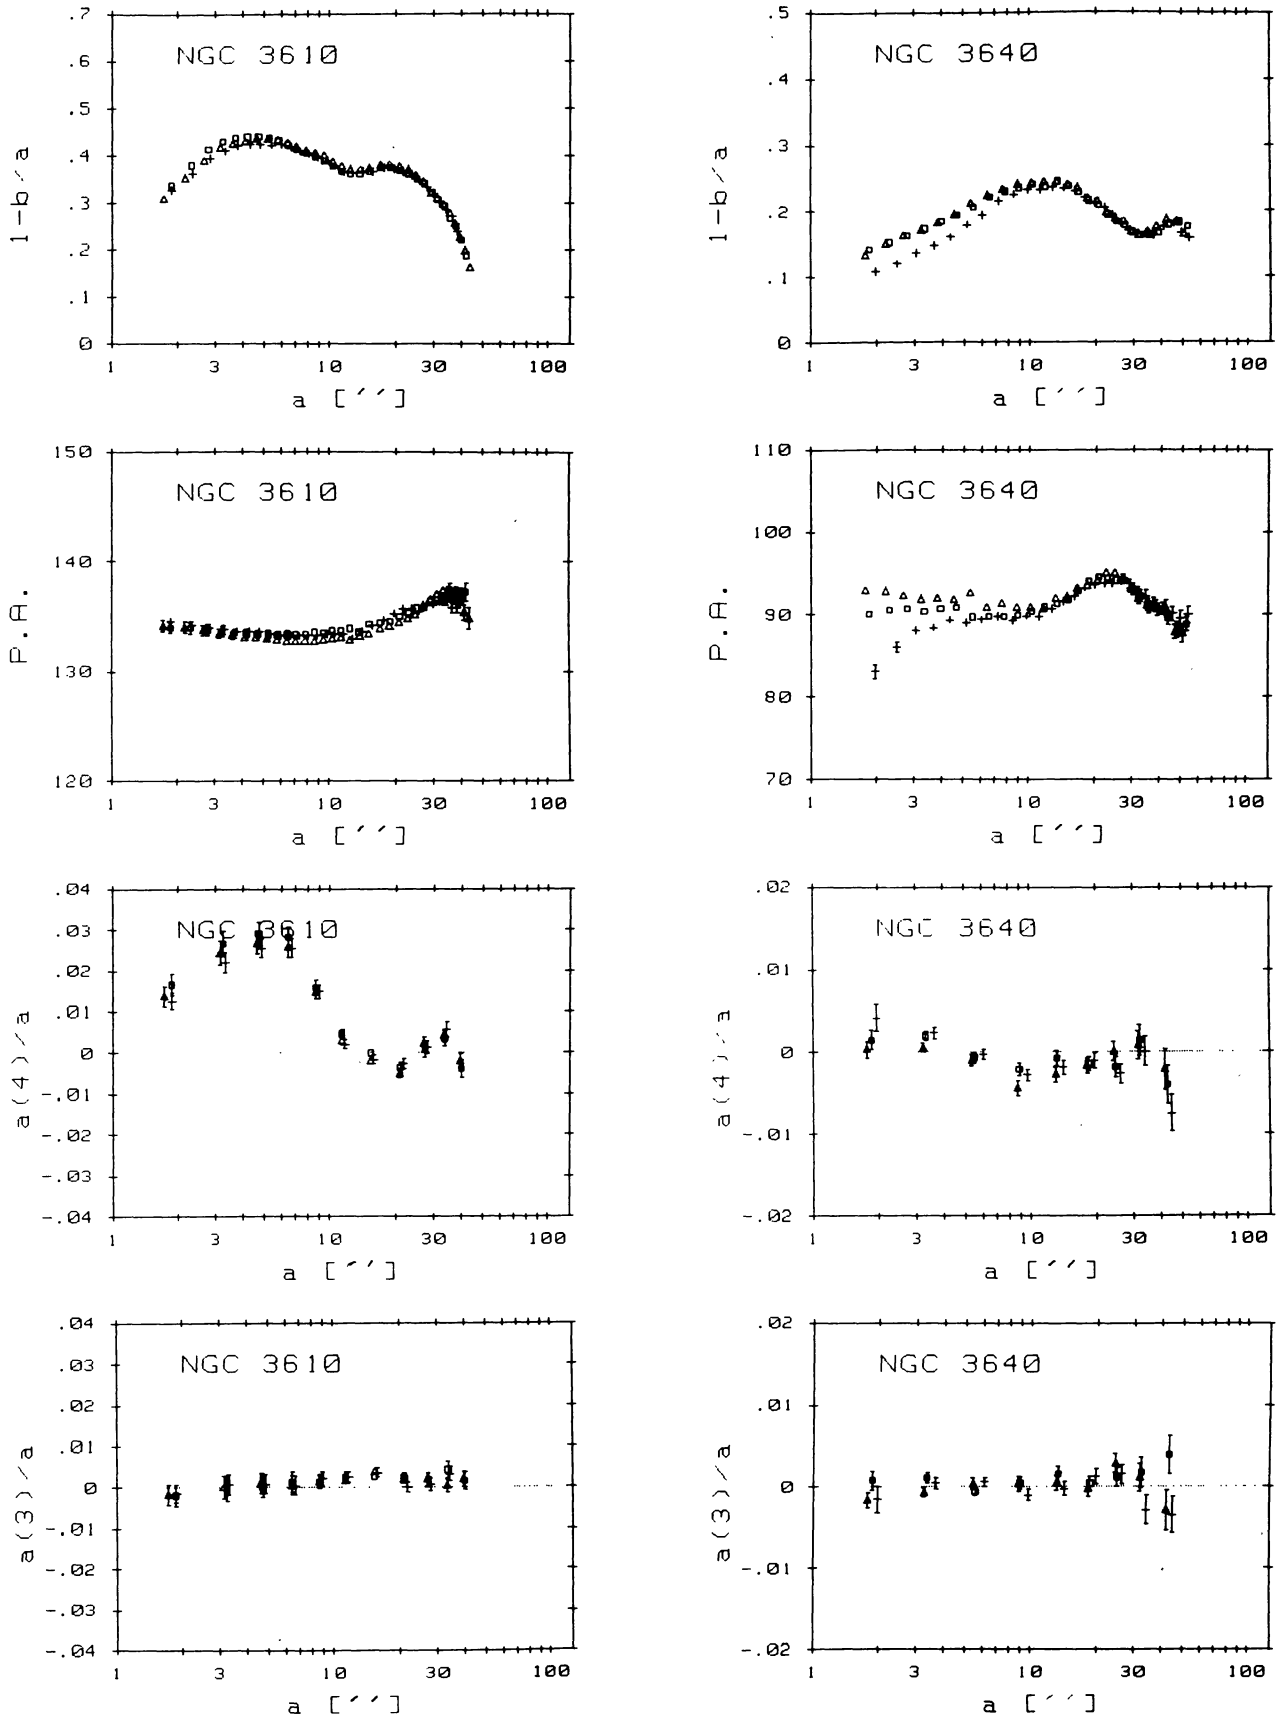 .7
.6
.5
.4
.3
.2
.1
0
1-b/a
NGC 3610
1 3 10 30 100
a [′′]
.5
.4
.3
.2
.1
0
1-b/a
NGC 3640
1 3 10 30 100
a [′′]
150
140
130
120
P.A.
NGC 3610
1 3 10 30 100
a [′′]
110
100
90
80
70
P.A.
NGC 3640
1 3 10 30 100
a [′′]
.04
.03
.02
.01
0
-.01
-.02
-.03
-.04
a(4)/a
NGC 3610
1 3 10 30 100
a [′′]
.02
.01
0
-.01
-.02
a(4)/a
NGC 3640
1 3 10 30 100
a [′′]
.04
.03
.02
.01
0
-.01
-.02
-.03
-.04
a(3)/a
NGC 3610
1 3 10 30 100
a [′′]
.02
.01
0
-.01
-.02
a(3)/a
NGC 3640
1 3 10 30 100
a [′′]